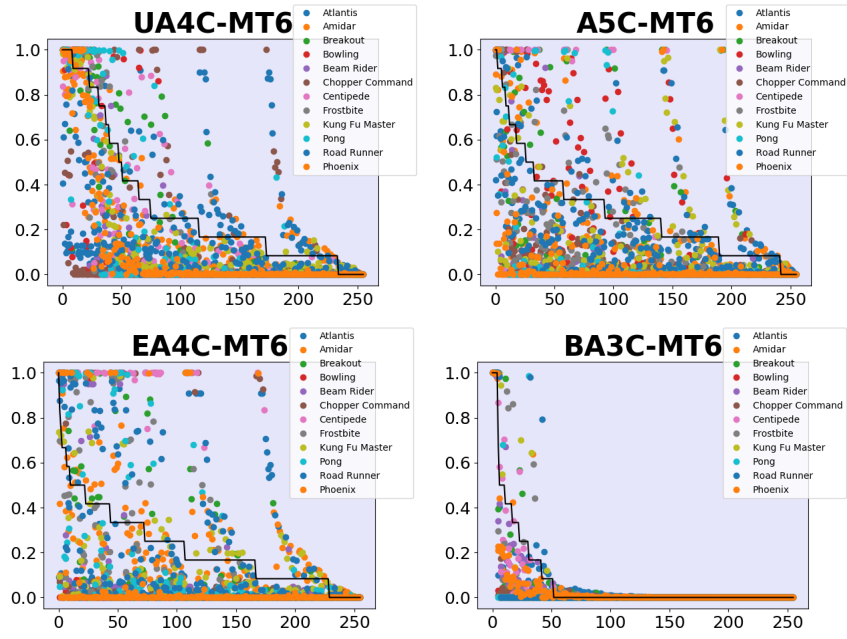 UA4C-MT6
1.0
0.8
0.6
0.4
0.2
0.0
0
50
100
150
200
250
Atlantis
Amidar
Breakout
Bowling
Beam Rider
Chopper Command
Centipede
Frostbite
Kung Fu Master
Pong
Road Runner
Phoenix
A5C-MT6
1.0
0.8
0.6
0.4
0.2
0.0
0
50
100
150
200
250
Atlantis
Amidar
Breakout
Bowling
Beam Rider
Chopper Command
Centipede
Frostbite
Kung Fu Master
Pong
Road Runner
Phoenix
EA4C-MT6
1.0
0.8
0.6
0.4
0.2
0.0
0
50
100
150
200
250
Atlantis
Amidar
Breakout
Bowling
Beam Rider
Chopper Command
Centipede
Frostbite
Kung Fu Master
Pong
Road Runner
Phoenix
BA3C-MT6
1.0
0.8
0.6
0.4
0.2
0.0
0
50
100
150
200
250
Atlantis
Amidar
Breakout
Bowling
Beam Rider
Chopper Command
Centipede
Frostbite
Kung Fu Master
Pong
Road Runner
Phoenix